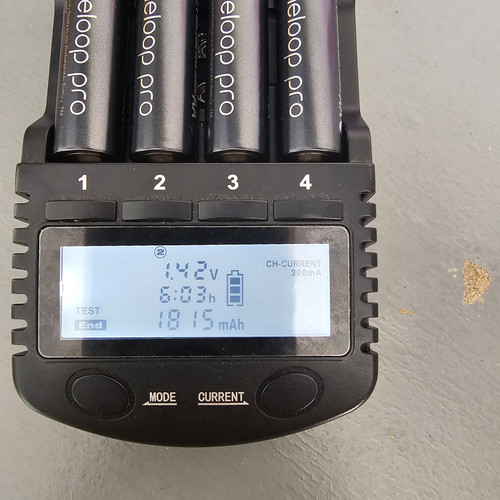 eloop pro
eloop pro
eloop pro
eloop pro
1 2 3 4
2
1.42V
CH-CURRENT
300mA
6:03h
TEST
End
1815 mAh
MODE CURRENT